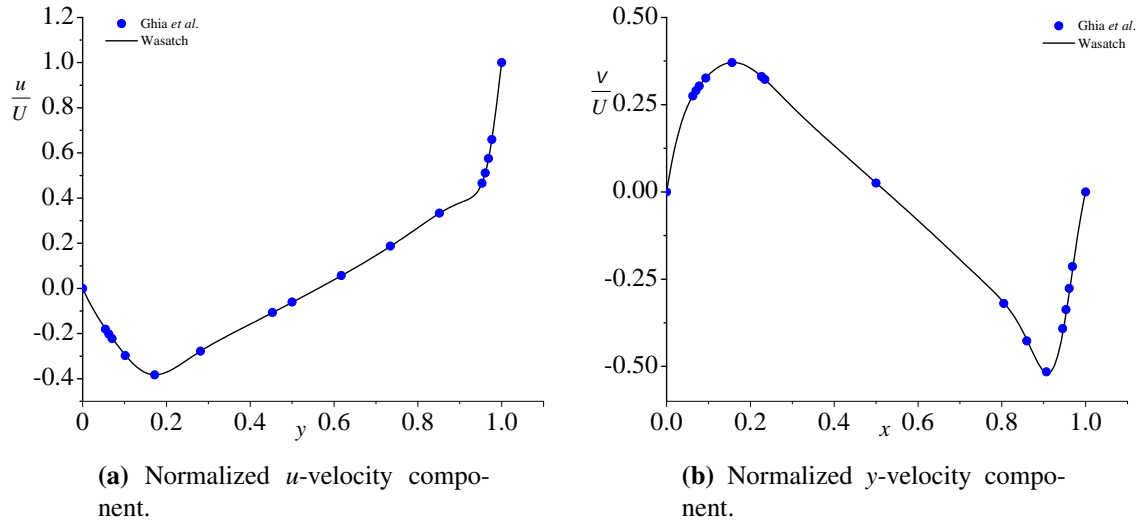 1.2
1.0
0.8
0.6
0.4
0.2
0.0
-0.2
-0.4
u
U
Ghia et al.
Wasatch
0 0.2 0.4 0.6 0.8 1.0
y
(a) Normalized u-velocity compo-
nent.
0.50
0.25
0.00
-0.25
-0.50
v
U
Ghia et al.
Wasatch
0.0 0.2 0.4 0.6 0.8 1.0
x
(b) Normalized y-velocity compo-
nent.